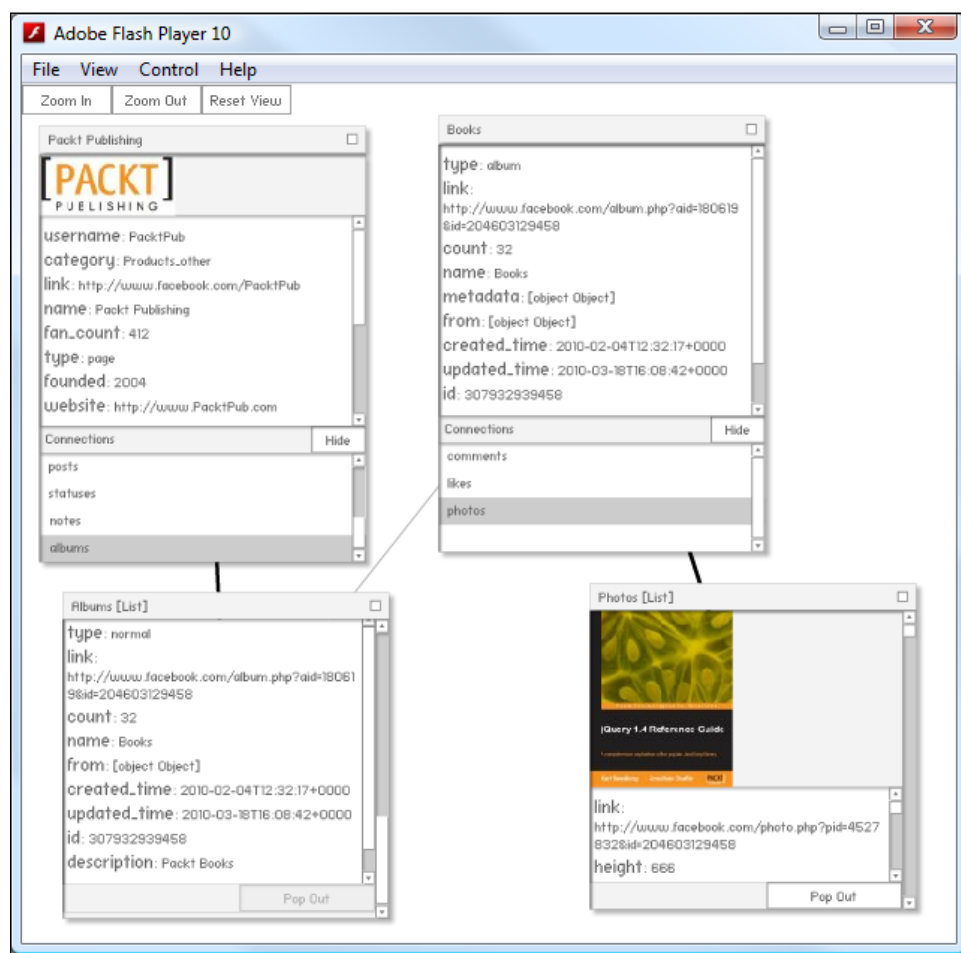 Adobe Flash Player 10
File View Control Help
Zoom In Zoom Out Reset View
Packt Publishing
[PACKT]
PUBLISHING
username: PacktPub
category: Products_other
link: http://www.facebook.com/PacktPub
name: Packt Publishing
fan_count: 412
type: page
founded: 2004
website: http://www.PacktPub.com
Connections Hide
posts
statuses
notes
albums
Books
type: album
link:
http://www.facebook.com/album.php?aid=180619
&id=204603129458
count: 32
name: Books
metadata: [object Object]
from: [object Object]
created_time: 2010-02-04T12:32:17+0000
updated_time: 2010-03-18T16:08:42+0000
id: 307932939458
Connections Hide
comments
likes
photos
Albums [List]
type: normal
link:
http://www.facebook.com/album.php?aid=18061
9&id=204603129458
count: 32
name: Books
from: [object Object]
created_time: 2010-02-04T12:32:17+0000
updated_time: 2010-03-18T16:08:42+0000
id: 307932939458
description: Packt Books
Pop Out
Photos [List]
jQuery 1.4 Reference Guide
PACKT
link:
http://www.facebook.com/photo.php?pid=4527
832&id=204603129458
height: 666
Pop Out